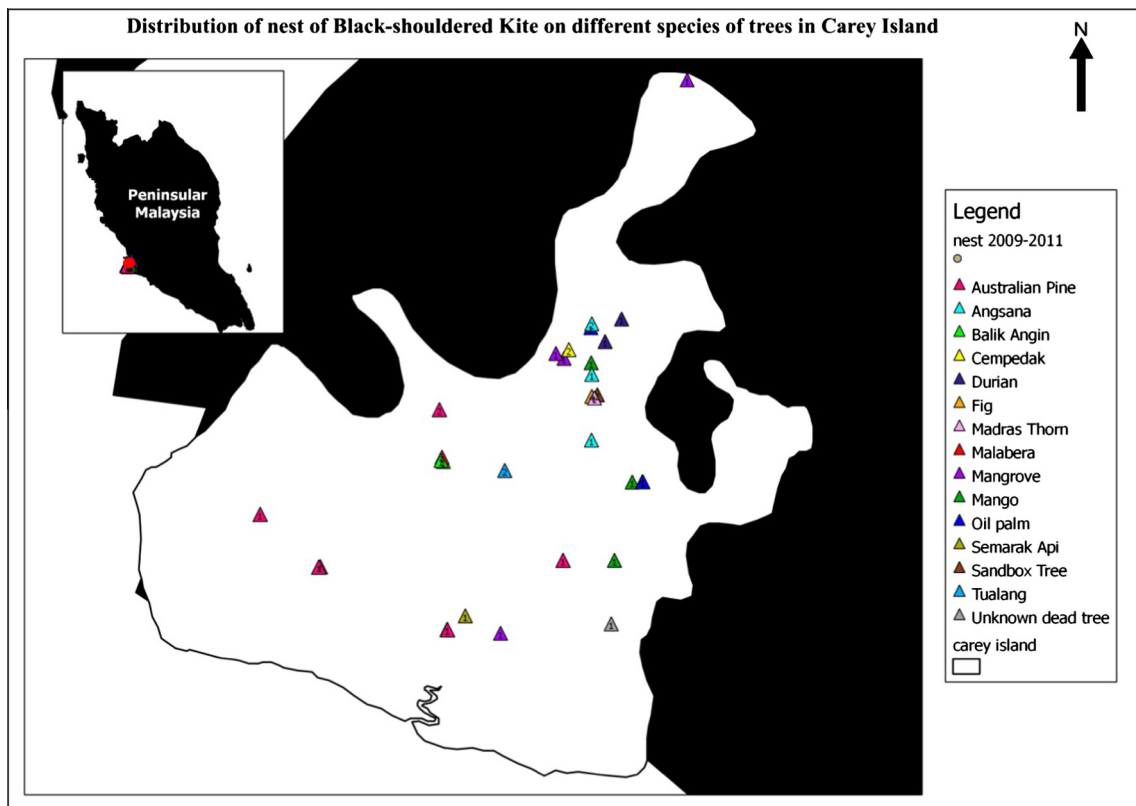 Distribution of nest of Black-shouldered Kite on different species of trees in Carey Island
N
Peninsular
Malaysia
Legend
nest 2009-2011
Australian Pine
Angsana
Balik Angin
Cempedak
Durian
Fig
Madras Thorn
Malabera
Mangrove
Mango
Oil palm
Semarak Api
Sandbox Tree
Tualang
Unknown dead tree
carey island